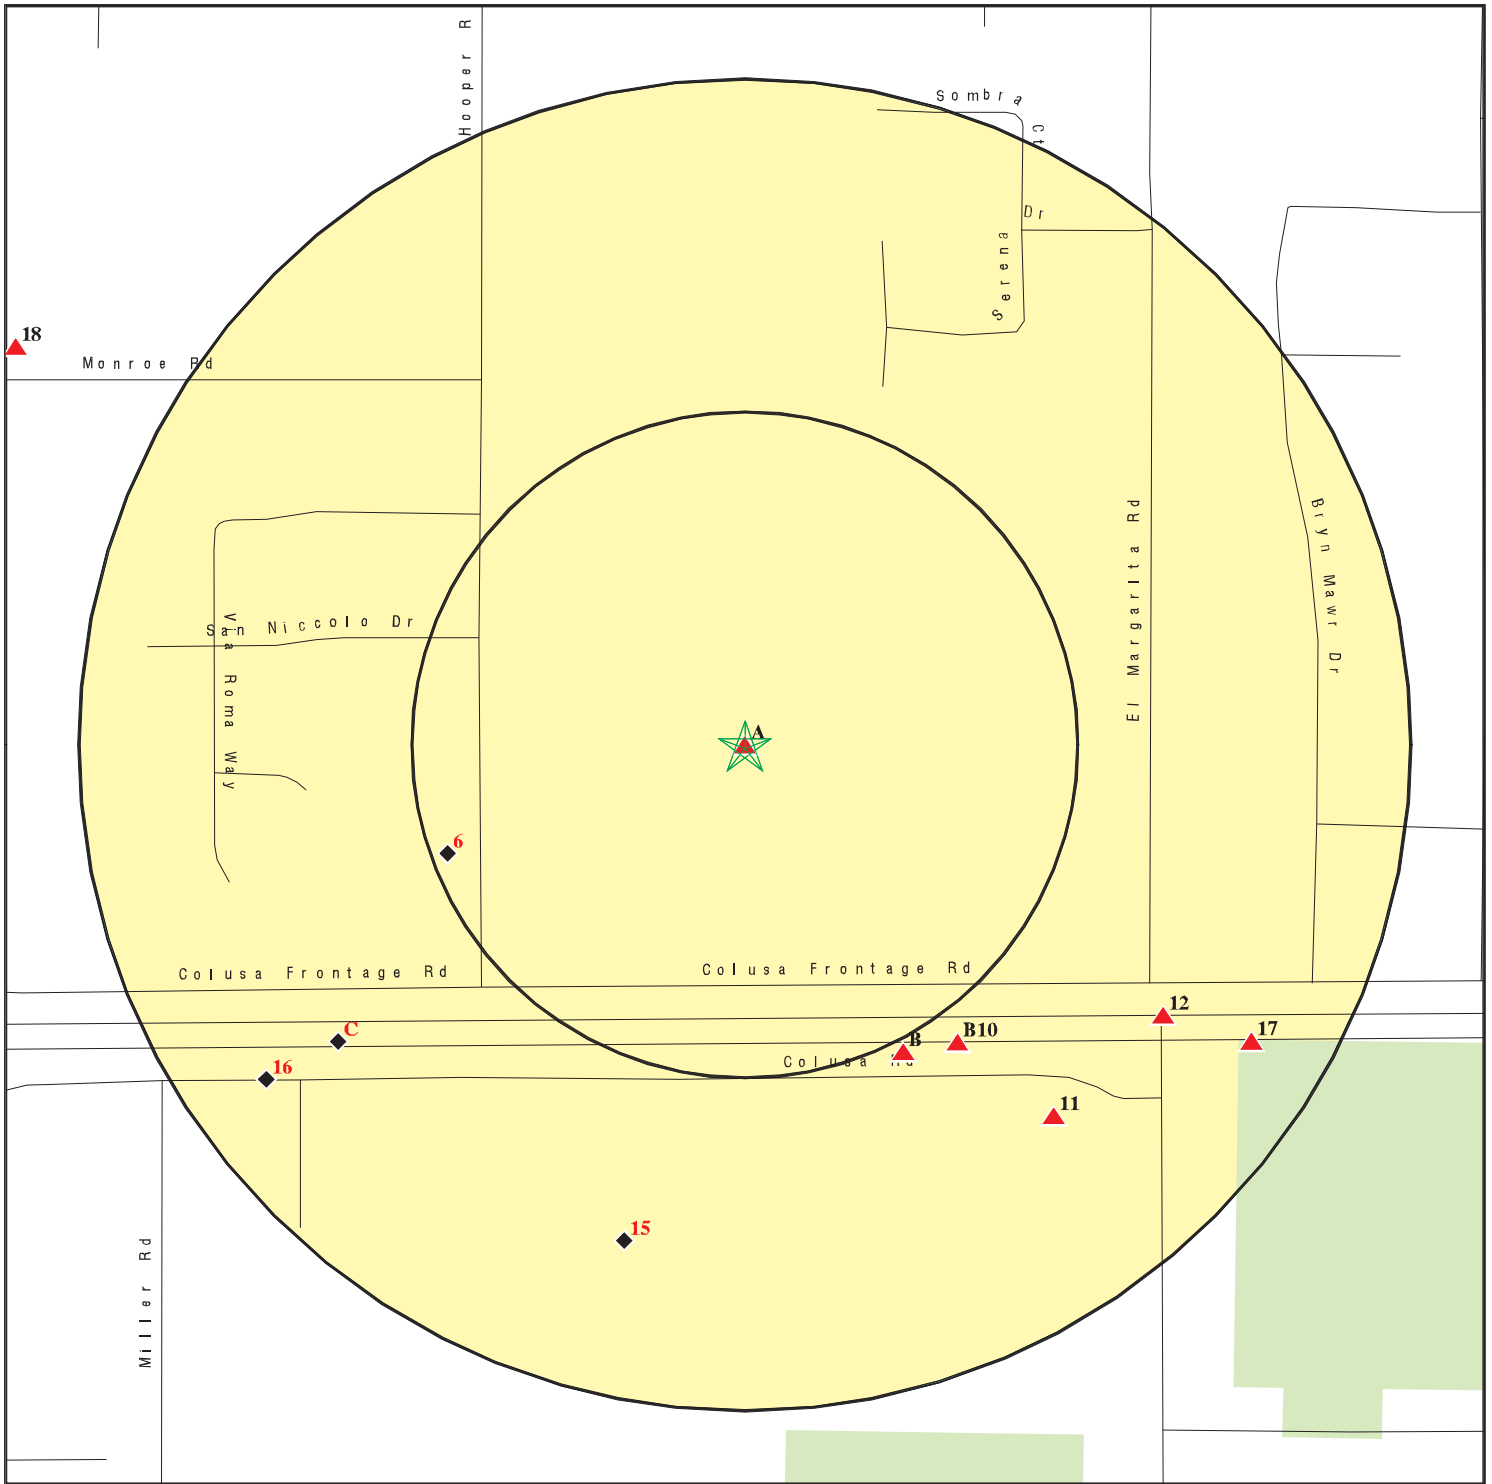 Hooper R
Sombra
Ct
Dr
Serena
18
Monroe Rd
El Margarita Rd
Bryn Mawr Dr
San Niccolo Dr
Via Roma Way
A
6
Colusa Frontage Rd
Colusa Frontage Rd
12
C
B
B10
17
Colusa Rd
16
11
15
Miller Rd